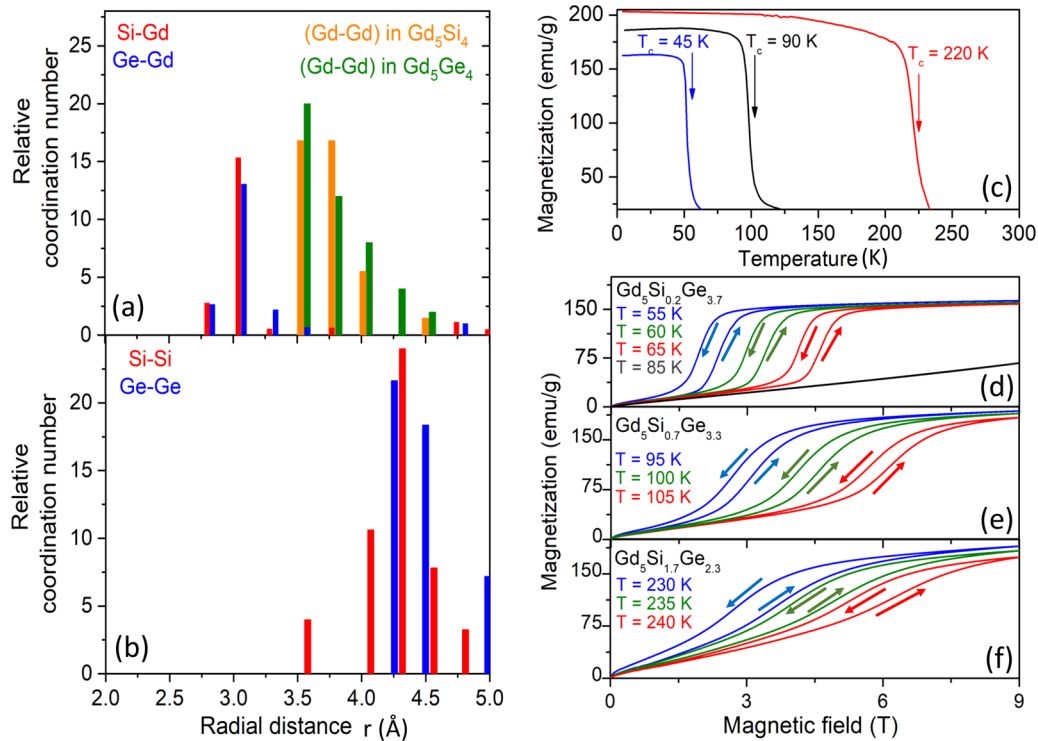 Relative
coordination number
25
20
15
10
5
0
Si-Gd
Ge-Gd
(Gd-Gd) in Gd₅Si₄
(Gd-Gd) in Gd₅Ge₄
(a)
Relative
coordination number
20
15
10
5
0
Si-Si
Ge-Ge
(b)
2.0 2.5 3.0 3.5 4.0 4.5 5.0
Radial distance r (Å)
Magnetization (emu/g)
200
150
100
50
T_c = 45 K
T_c = 90 K
T_c = 220 K
(c)
0 50 100 150 200 250 300
Temperature (K)
Magnetization (emu/g)
150
75
0
Gd₅Si₀.₂Ge₃.₇
T = 55 K
T = 60 K
T = 65 K
T = 85 K
(d)
150
75
0
Gd₅Si₀.₇Ge₃.₃
T = 95 K
T = 100 K
T = 105 K
(e)
150
75
0
Gd₅Si₁.₇Ge₂.₃
T = 230 K
T = 235 K
T = 240 K
(f)
0 3 6 9
Magnetic field (T)